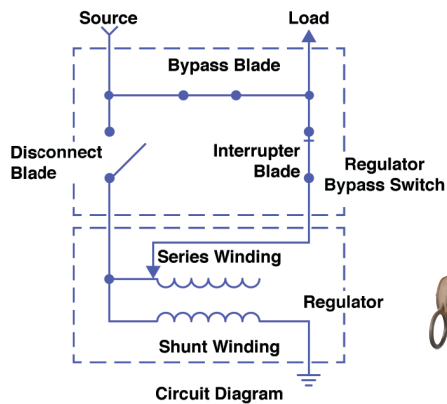 Source
Load
Bypass Blade
Disconnect
Blade
Interrupter
Blade
Regulator
Bypass Switch
Series Winding
Regulator
Shunt Winding
Circuit Diagram